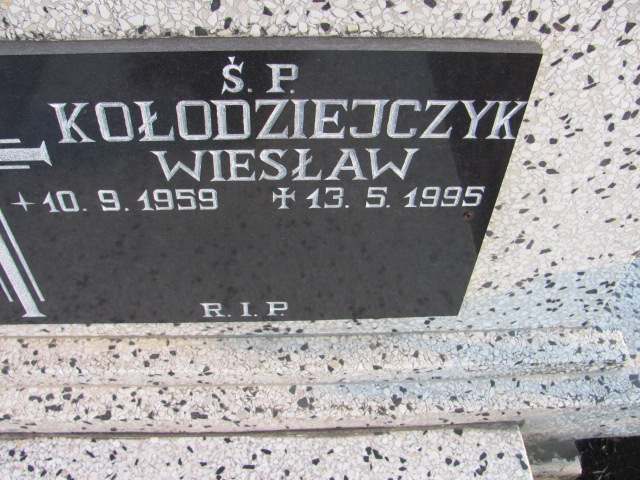 Ś. P.
KOŁODZIEJCZYK
WIESŁAW
+ 10. 9. 1959 ✝ 13. 5. 1995
R. I. P.